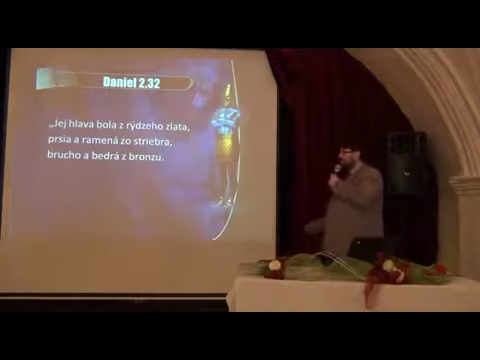 Daniel 2,32
„Jej hlava bola z rýdzeho zlata,
prsia a ramená zo striebra,
brucho a bedrá z bronzu.